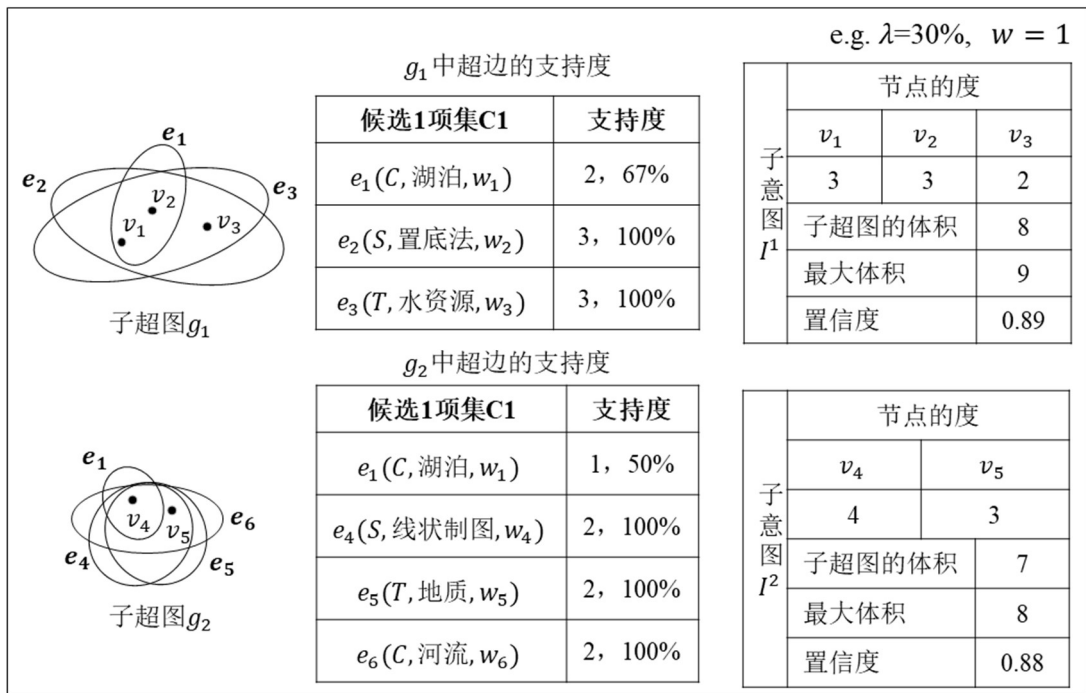 e.g. λ=30%, w = 1
g₁中超边的支持度
候选1项集C1 支持度
e₁(C, 湖泊, w₁) 2，67%
e₂(S, 置底法, w₂) 3，100%
e₃(T, 水资源, w₃) 3，100%
e₁
e₂
e₃
v₂
v₁
v₃
子超图g₁
子意图I¹
节点的度
v₁ v₂ v₃
3 3 2
子超图的体积 8
最大体积 9
置信度 0.89
g₂中超边的支持度
候选1项集C1 支持度
e₁(C, 湖泊, w₁) 1，50%
e₄(S, 线状制图, w₄) 2，100%
e₅(T, 地质, w₅) 2，100%
e₆(C, 河流, w₆) 2，100%
e₁
v₄
v₅
e₆
e₄
e₅
子超图g₂
子意图I²
节点的度
v₄ v₅
4 3
子超图的体积 7
最大体积 8
置信度 0.88